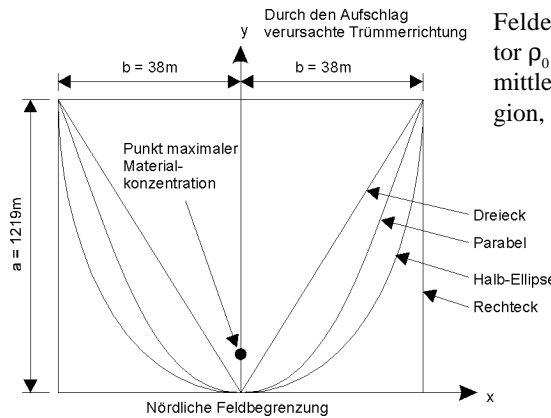 Durch den Aufschlag
verursachte Trümmerrichtung
y
b = 38m
b = 38m
Punkt maximaler
Material-
konzentration
a = 1219m
Dreieck
Parabel
Halb-Ellipse
Rechteck
x
Nördliche Feldbegrenzung
Felde
tor ρ0
mittle
gion,